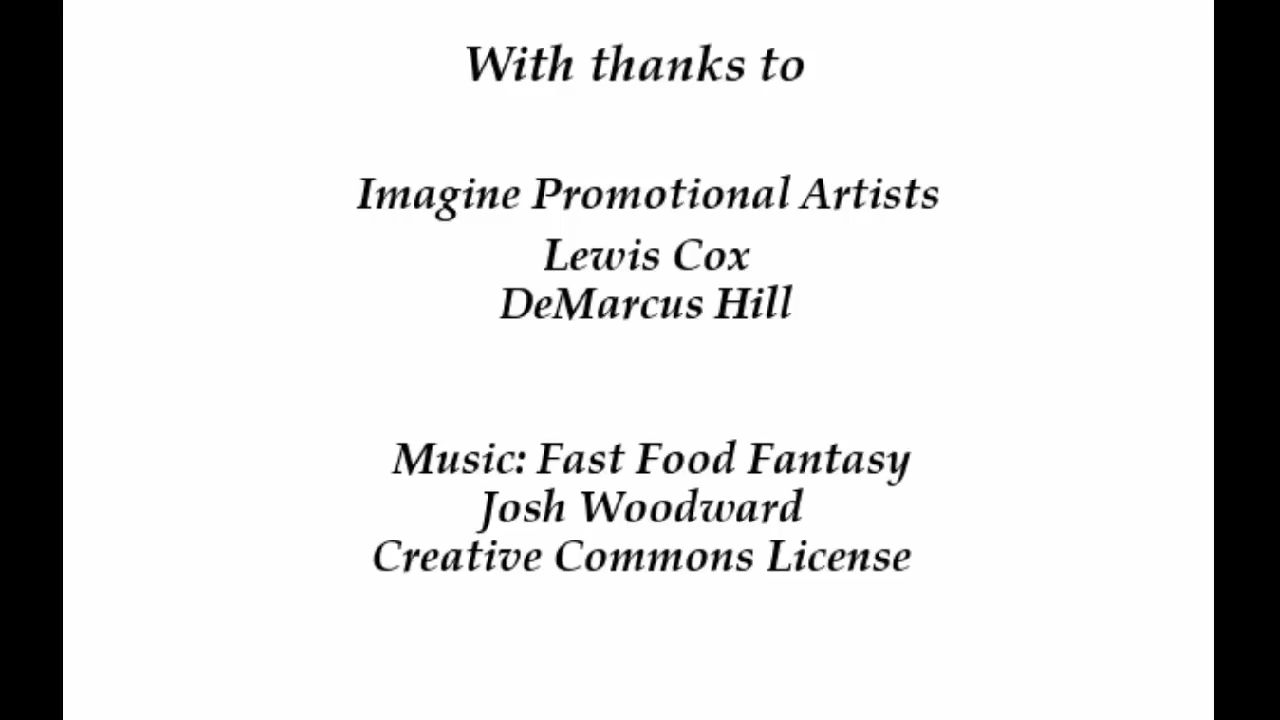 With thanks to
Imagine Promotional Artists
Lewis Cox
DeMarcus Hill
Music: Fast Food Fantasy
Josh Woodward
Creative Commons License